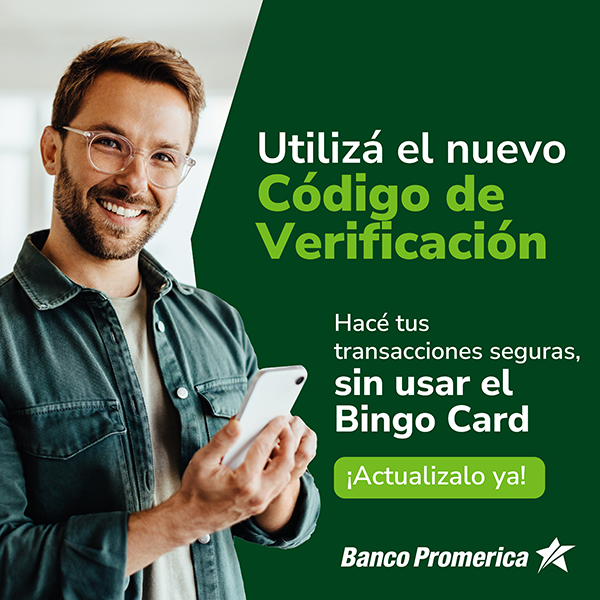 Utilizá el nuevo
Código de
Verificación
Hacé tus
transacciones seguras,
sin usar el
Bingo Card
¡Actualizalo ya!
Banco Promerica